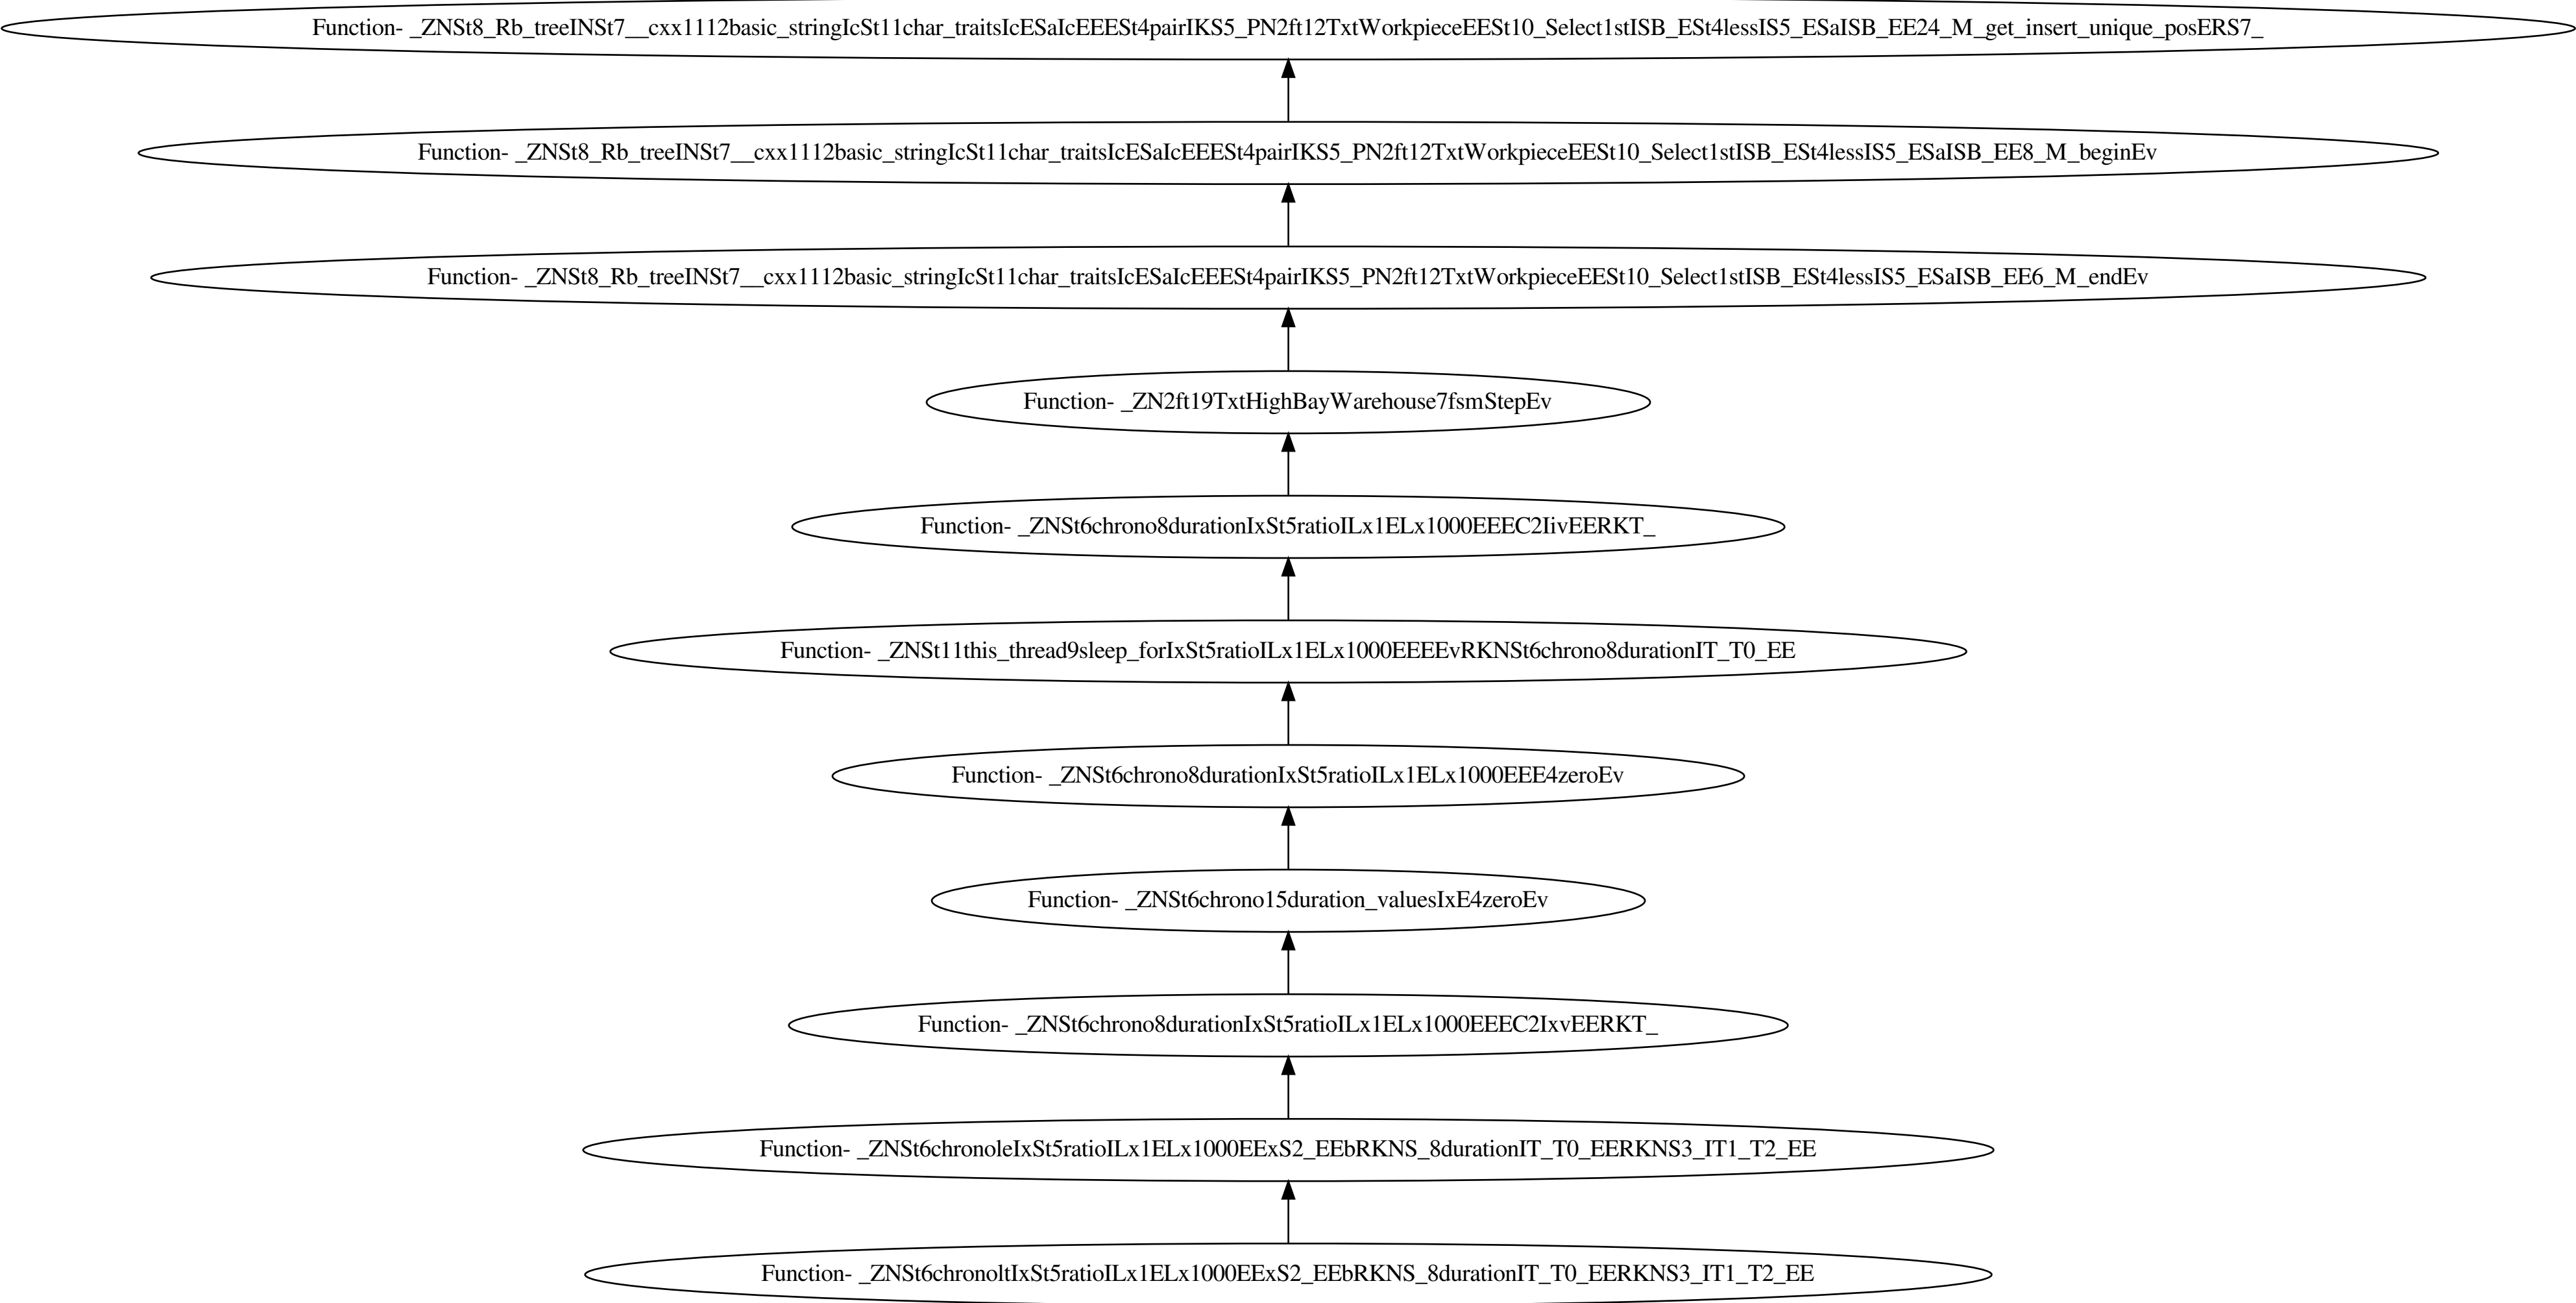 Function- _ZNSt8_Rb_treeINSt7__cxx1112basic_stringIcSt11char_traitsIcESaIcEEESt4pairIKS5_PN2ft12TxtWorkpieceEESt10_Select1stISB_ESt4lessIS5_ESaISB_EE24_M_get_insert_unique_posERS7_
Function- _ZNSt8_Rb_treeINSt7__cxx1112basic_stringIcSt11char_traitsIcESaIcEEESt4pairIKS5_PN2ft12TxtWorkpieceEESt10_Select1stISB_ESt4lessIS5_ESaISB_EE8_M_beginEv
Function- _ZNSt8_Rb_treeINSt7__cxx1112basic_stringIcSt11char_traitsIcESaIcEEESt4pairIKS5_PN2ft12TxtWorkpieceEESt10_Select1stISB_ESt4lessIS5_ESaISB_EE6_M_endEv
Function- _ZN2ft19TxtHighBayWarehouse7fsmStepEv
Function- _ZNSt6chrono8durationIxSt5ratioILx1ELx1000EEEC2IivEERKT_
Function- _ZNSt11this_thread9sleep_forIxSt5ratioILx1ELx1000EEEEvRKNSt6chrono8durationIT_T0_EE
Function- _ZNSt6chrono8durationIxSt5ratioILx1ELx1000EEE4zeroEv
Function- _ZNSt6chrono15duration_valuesIxE4zeroEv
Function- _ZNSt6chrono8durationIxSt5ratioILx1ELx1000EEEC2IxvEERKT_
Function- _ZNSt6chronoleIxSt5ratioILx1ELx1000EExS2_EEbRKNS_8durationIT_T0_EERKNS3_IT1_T2_EE
Function- _ZNSt6chronoltIxSt5ratioILx1ELx1000EExS2_EEbRKNS_8durationIT_T0_EERKNS3_IT1_T2_EE